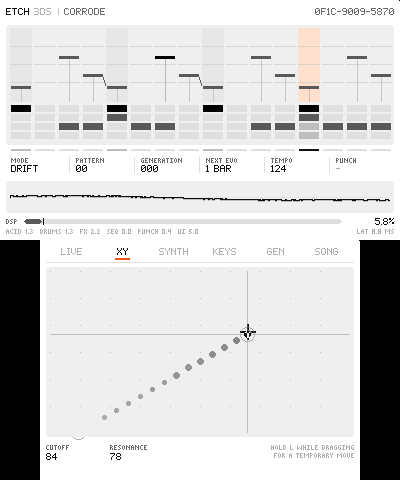 ETCH 3DS | CORRODE 0F1C-9009-5870
MODE PATTERN GENERATION NEXT EVO TEMPO PUNCH
DRIFT 00 000 1 BAR 124 -
DSP 5.8%
ACID 1.3 DRUMS 1.3 FX 2.2 SEQ 0.0 PUNCH 0.4 UI 5.0 LAT 8.8 MS
LIVE XY SYNTH KEYS GEN SONG
CUTOFF RESONANCE HOLD L WHILE DRAGGING
84 78 FOR A TEMPORARY MOVE